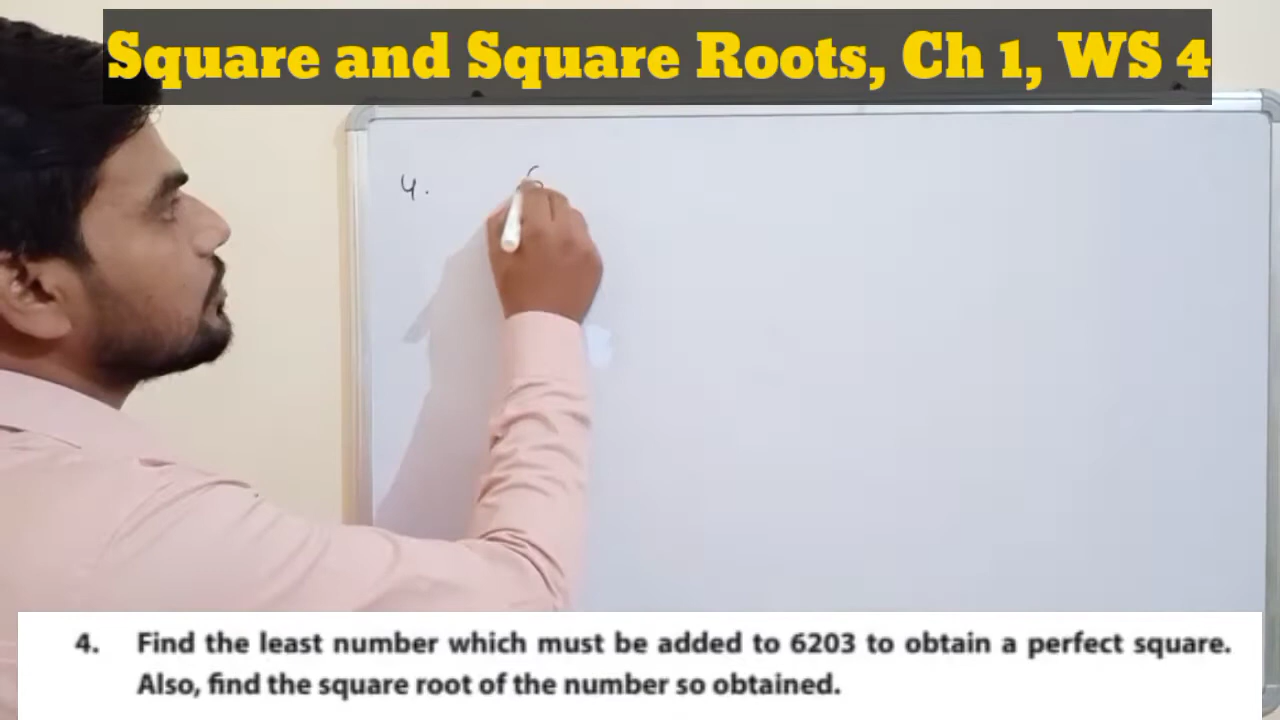 Square and Square Roots, Ch 1, WS 4
4.
4. Find the least number which must be added to 6203 to obtain a perfect square.
Also, find the square root of the number so obtained.